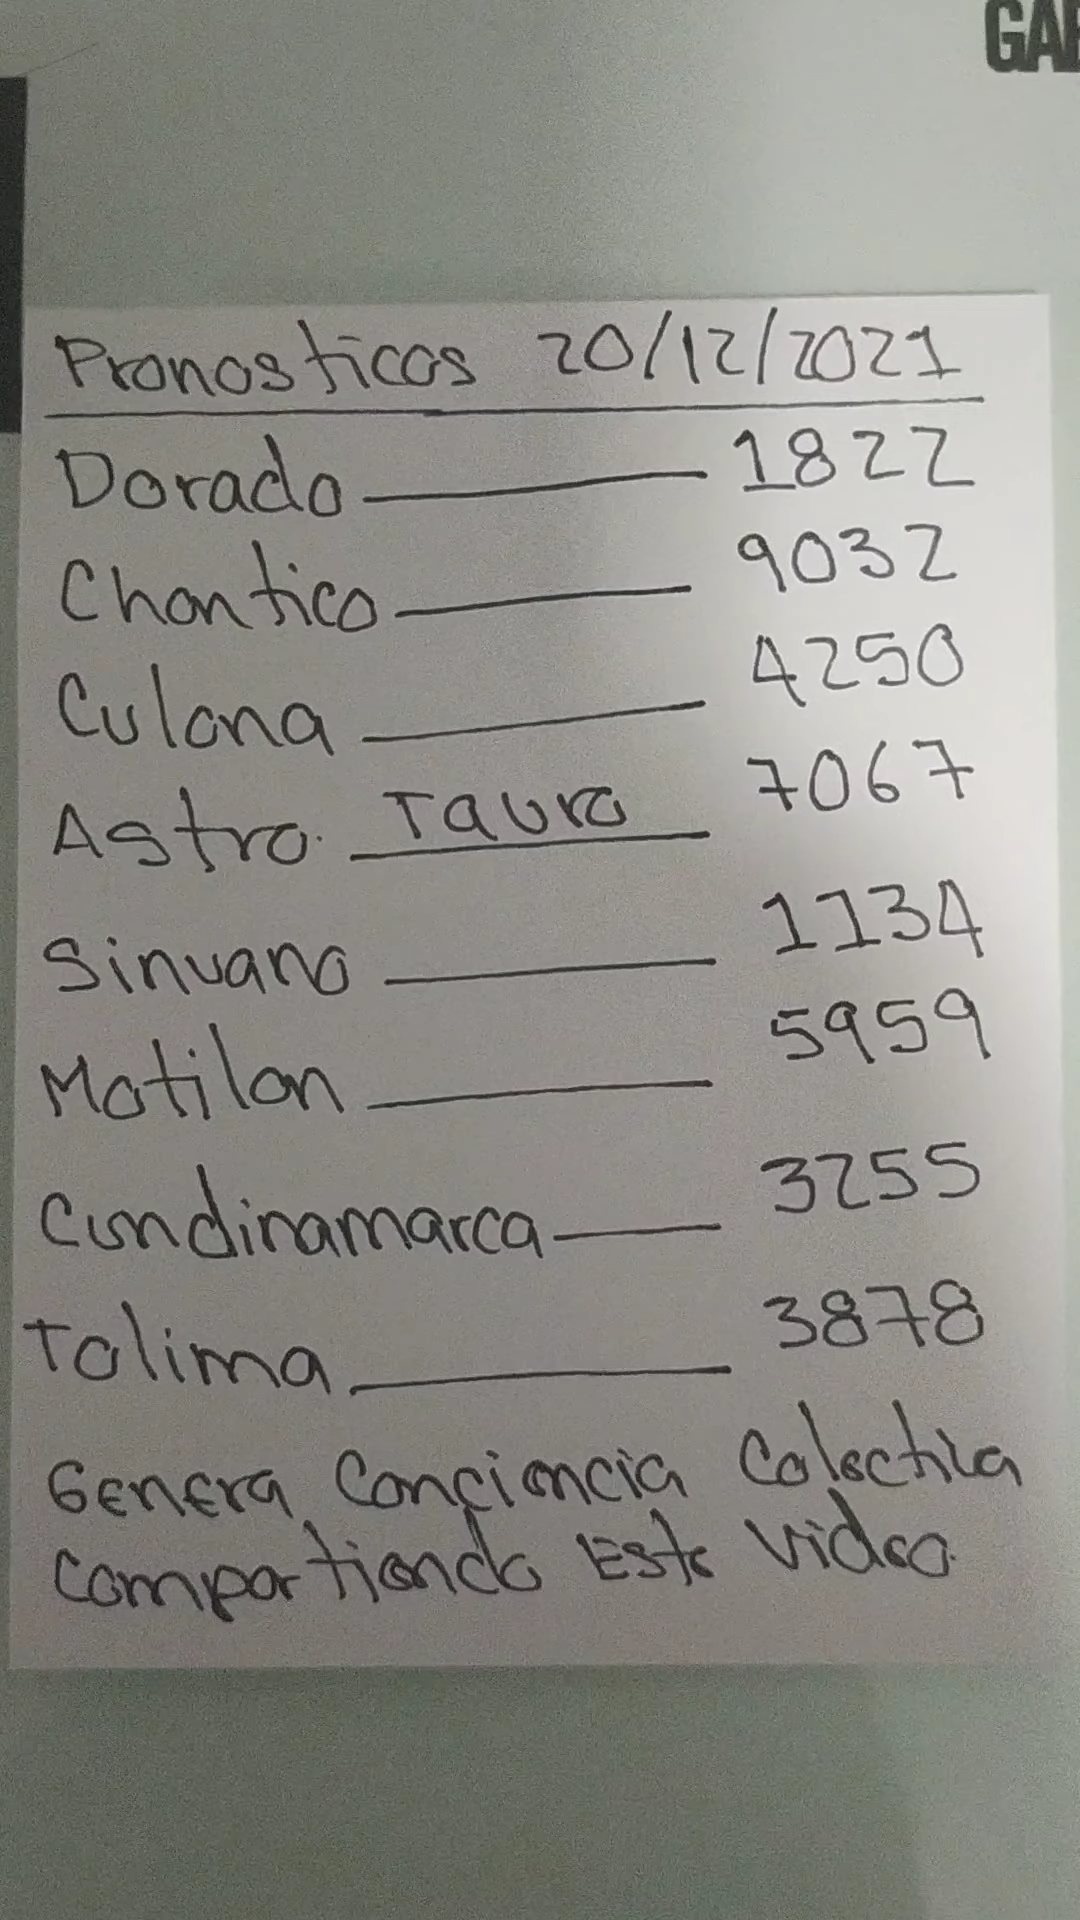 GAB
Pronosticos 20/12/2021
Dorado 1822
Chontico 9032
Culona 4250
Astro. Tauro 7067
Sinuano 1134
Motilon 5959
Cundinamarca 3255
Tolima 3878
Genera Conciencia Colectiva
compartiendo Este Video.